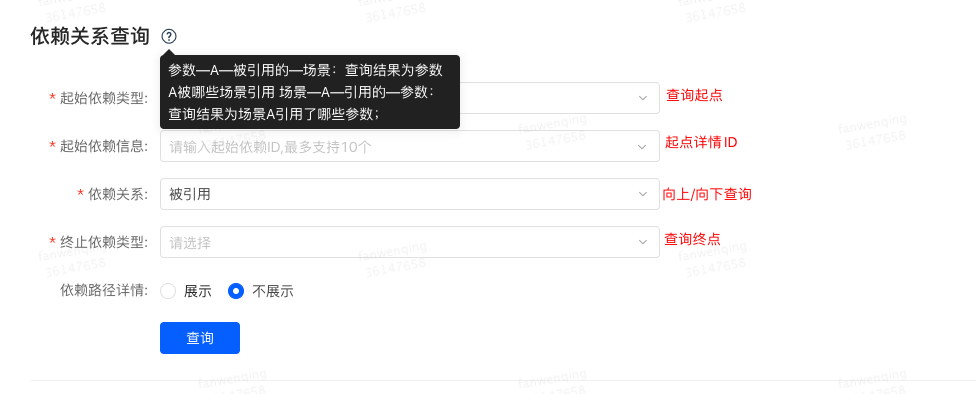 依赖关系查询
参数—A—被引用的—场景：查询结果为参数
A被哪些场景引用 场景—A—引用的—参数：
查询结果为场景A引用了哪些参数；
* 起始依赖类型:
查询起点
* 起始依赖信息:
请输入起始依赖ID,最多支持10个
起点详情ID
* 依赖关系:
被引用
向上/向下查询
* 终止依赖类型:
请选择
查询终点
依赖路径详情:
展示
不展示
查询
fanwenqing
36147658